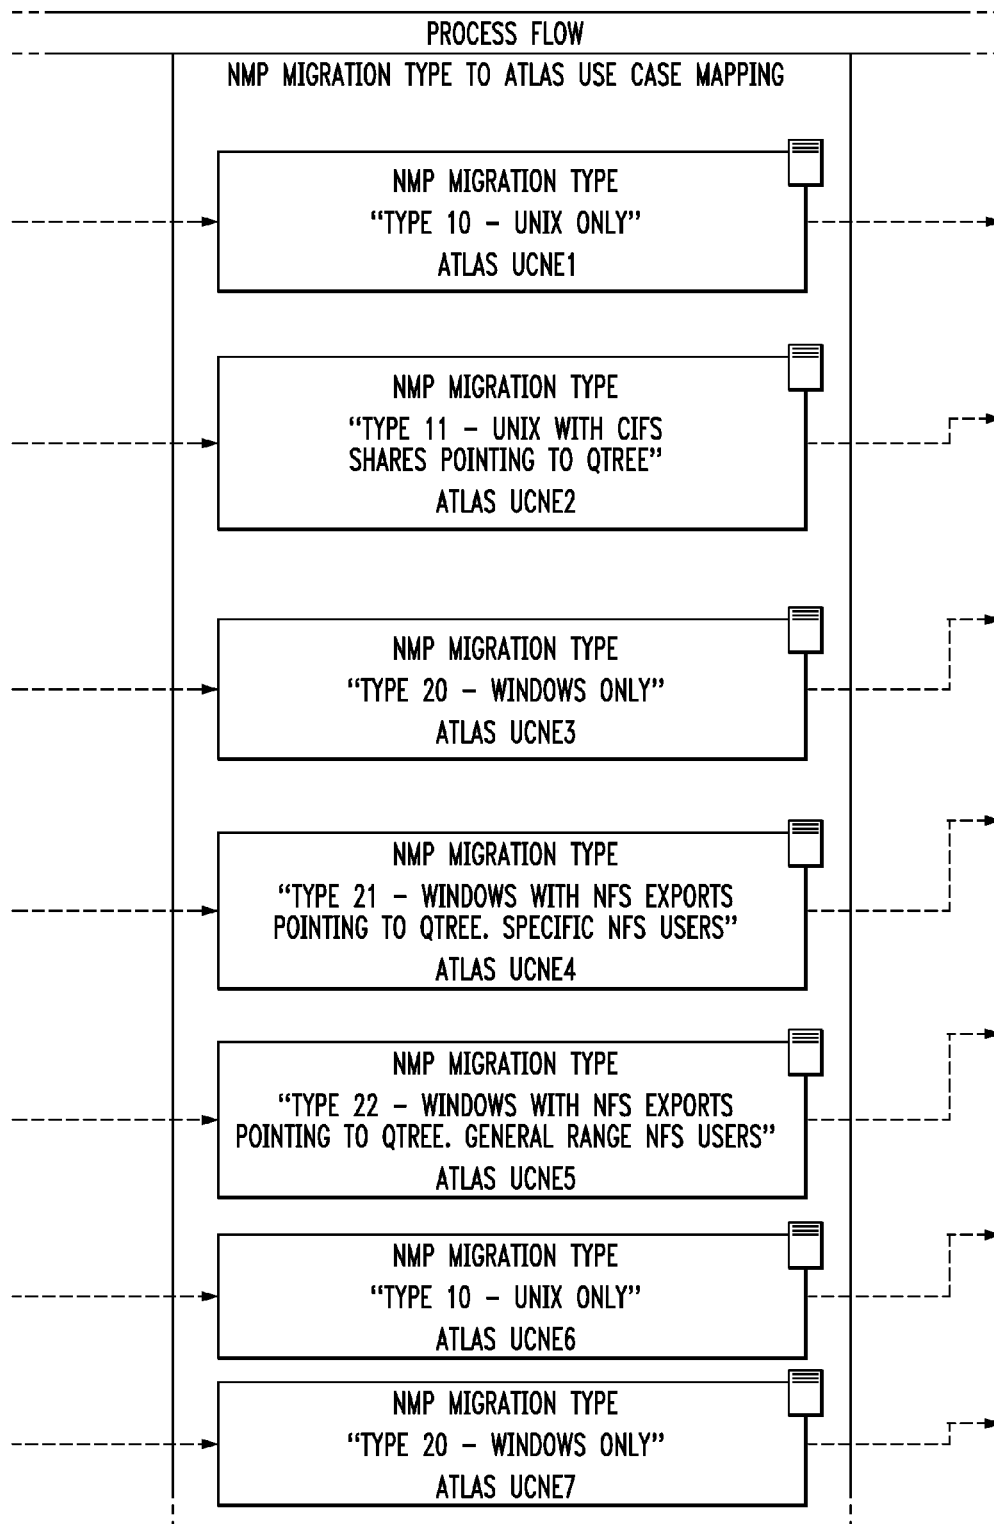 PROCESS FLOW
NMP MIGRATION TYPE TO ATLAS USE CASE MAPPING
NMP MIGRATION TYPE
“TYPE 10 – UNIX ONLY”
ATLAS UCNE1
NMP MIGRATION TYPE
“TYPE 11 – UNIX WITH CIFS
SHARES POINTING TO QTREE”
ATLAS UCNE2
NMP MIGRATION TYPE
“TYPE 20 – WINDOWS ONLY”
ATLAS UCNE3
NMP MIGRATION TYPE
“TYPE 21 – WINDOWS WITH NFS EXPORTS
POINTING TO QTREE. SPECIFIC NFS USERS”
ATLAS UCNE4
NMP MIGRATION TYPE
“TYPE 22 – WINDOWS WITH NFS EXPORTS
POINTING TO QTREE. GENERAL RANGE NFS USERS”
ATLAS UCNE5
NMP MIGRATION TYPE
“TYPE 10 – UNIX ONLY”
ATLAS UCNE6
NMP MIGRATION TYPE
“TYPE 20 – WINDOWS ONLY”
ATLAS UCNE7